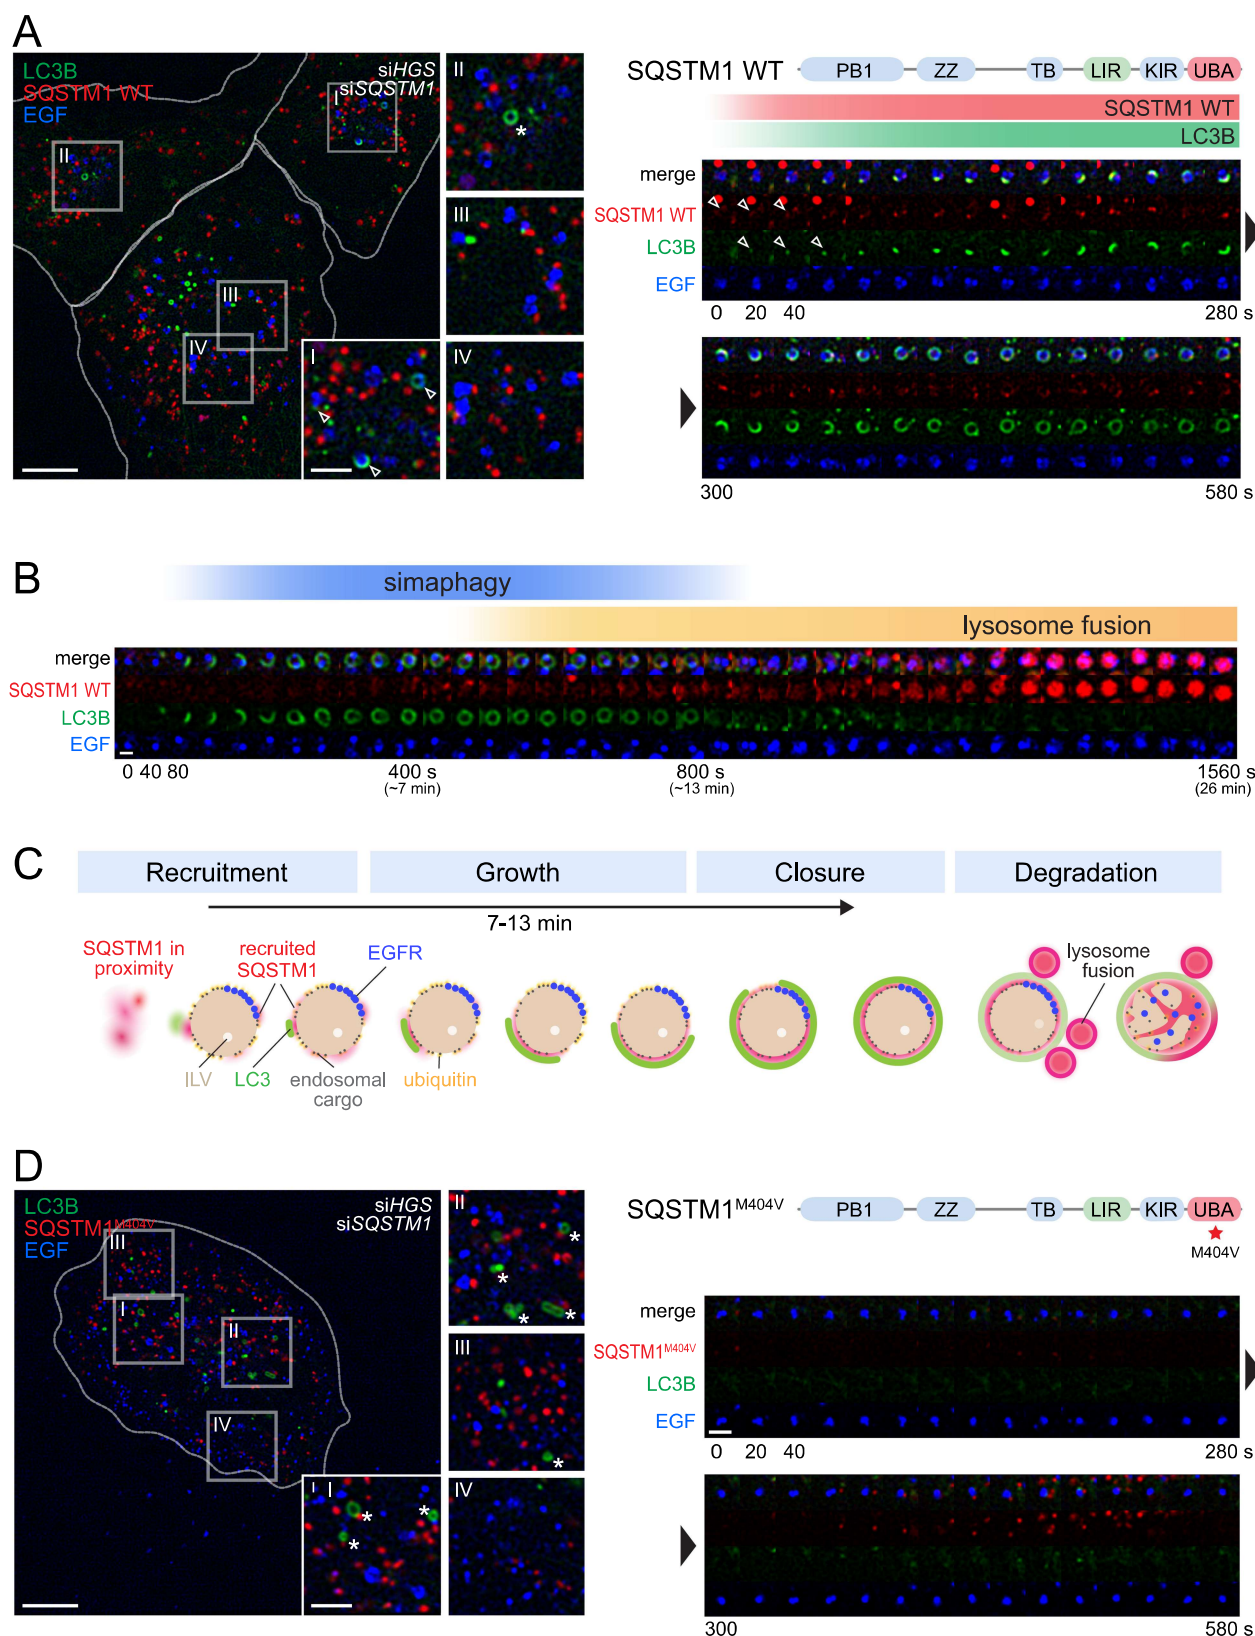 A
LC3B
SQSTM1 WT
EGF
siHGS
siSQSTM1
I
II
III
IV
I
II
*
III
IV
SQSTM1 WT
PB1
ZZ
TB
LIR
KIR
UBA
SQSTM1 WT
LC3B
merge
SQSTM1 WT
LC3B
EGF
0 20 40 280 s
300 580 s
B
simaphagy
lysosome fusion
merge
SQSTM1 WT
LC3B
EGF
0 40 80 400 s 800 s 1560 s
(~7 min) (~13 min) (26 min)
C
Recruitment
Growth
Closure
Degradation
7-13 min
SQSTM1 in
proximity
recruited
SQSTM1
EGFR
lysosome
fusion
ILV
LC3
endosomal
cargo
ubiquitin
D
LC3B
SQSTM1M404V
EGF
siHGS
siSQSTM1
III
I
II
IV
I
* * *
II
* * * *
III
*
IV
SQSTM1M404V
PB1
ZZ
TB
LIR
KIR
UBA
M404V
merge
SQSTM1M404V
LC3B
EGF
0 20 40 280 s
300 580 s